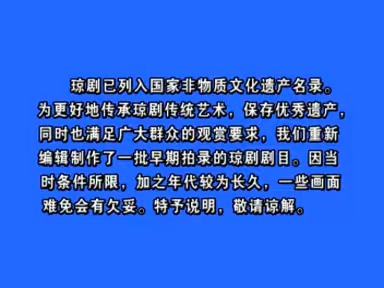 琼剧已列入国家非物质文化遗产名录。
为更好地传承琼剧传统艺术，保存优秀遗产，
同时也满足广大群众的观赏要求，我们重新
编辑制作了一批早期拍录的琼剧剧目。因当
时条件所限，加之年代较为长久，一些画面
难免会有欠妥。特予说明，敬请谅解。